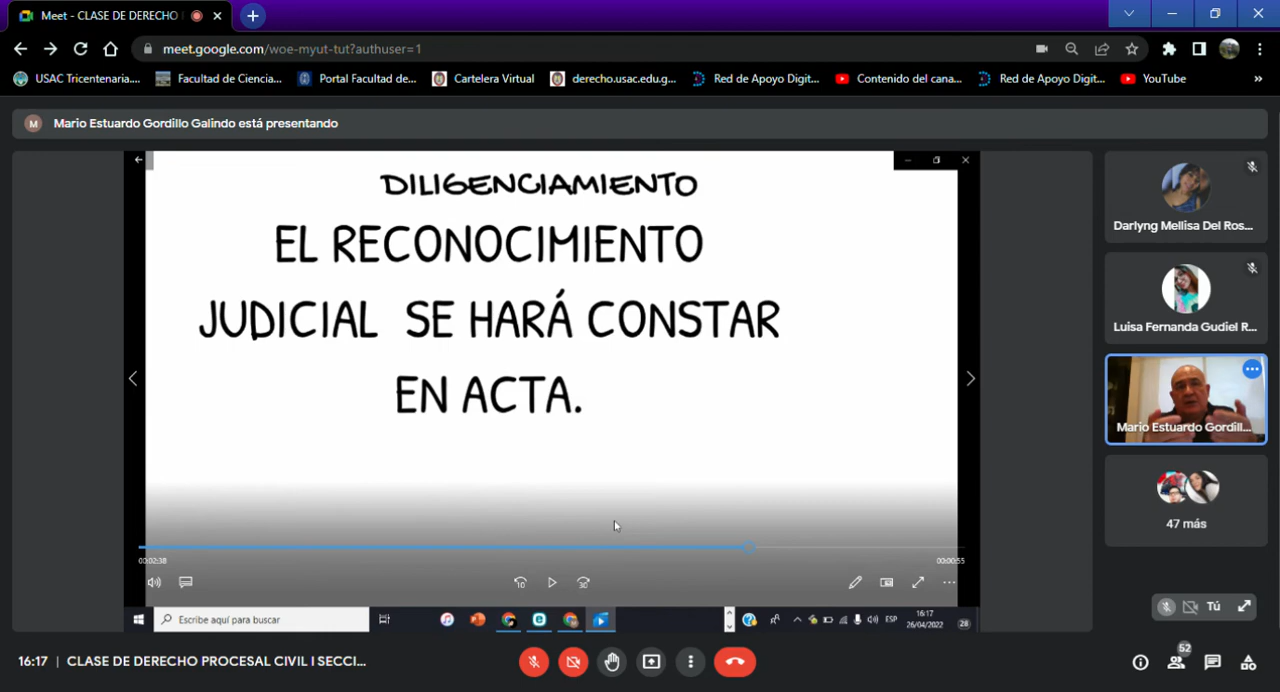 Meet - CLASE DE DERECHO
meet.google.com/woe-myut-tut?authuser=1
USAC Tricentenaria....
Facultad de Ciencia...
Portal Facultad de...
Cartelera Virtual
derecho.usac.edu.g...
Red de Apoyo Digit...
Contenido del cana...
Red de Apoyo Digit...
YouTube
»
M
Mario Estuardo Gordillo Galindo está presentando
DILIGENCIAMIENTO
EL RECONOCIMIENTO
JUDICIAL SE HARÁ CONSTAR
EN ACTA.
00:02:38
00:00:55
10
30
Escribe aquí para buscar
ESP
16:17
26/04/2022
28
Darlyng Mellisa Del Ros...
Luisa Fernanda Gudiel R...
Mario Estuardo Gordill...
47 más
Tú
16:17 | CLASE DE DERECHO PROCESAL CIVIL I SECCI...
52